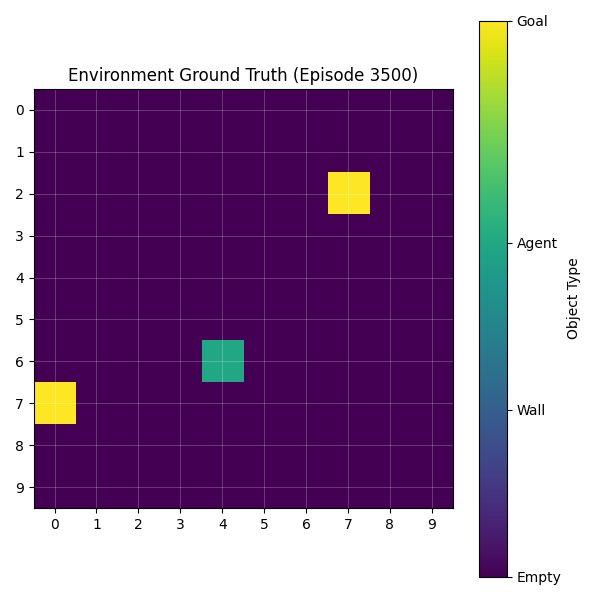 Environment Ground Truth (Episode 3500)
0
1
2
3
4
5
6
7
8
9
0 1 2 3 4 5 6 7 8 9
Goal
Agent
Wall
Empty
Object Type